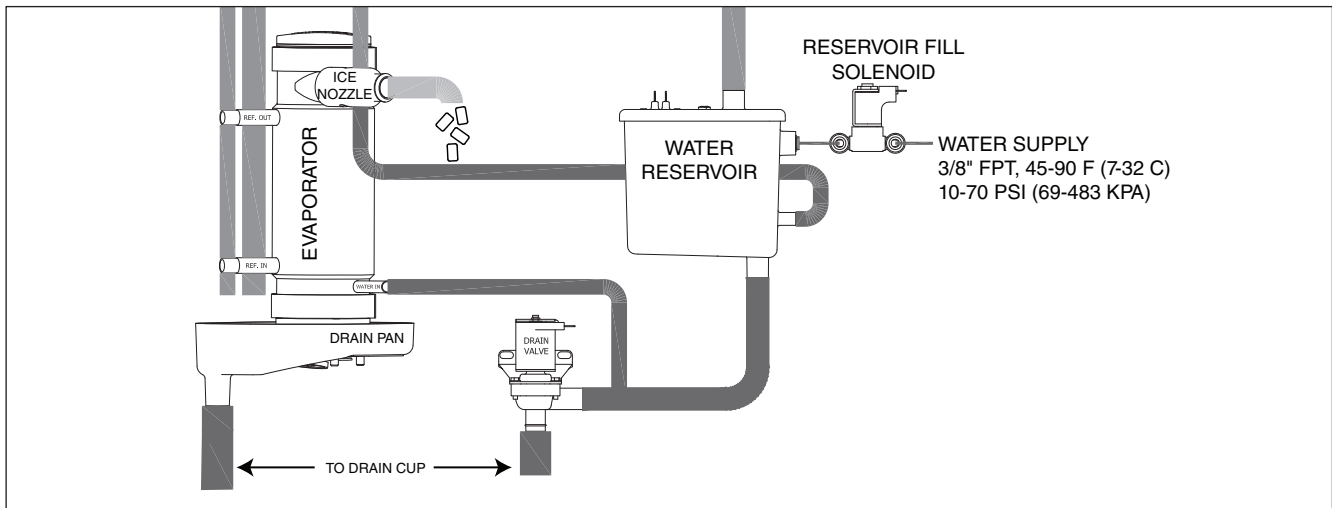 RESERVOIR FILL
SOLENOID
ICE
NOZZLE
REF. OUT
EVAPORATOR
WATER
RESERVOIR
WATER SUPPLY
3/8" FPT, 45-90 F (7-32 C)
10-70 PSI (69-483 KPA)
REF. IN
WATER IN
DRAIN PAN
DRAIN
VALVE
TO DRAIN CUP